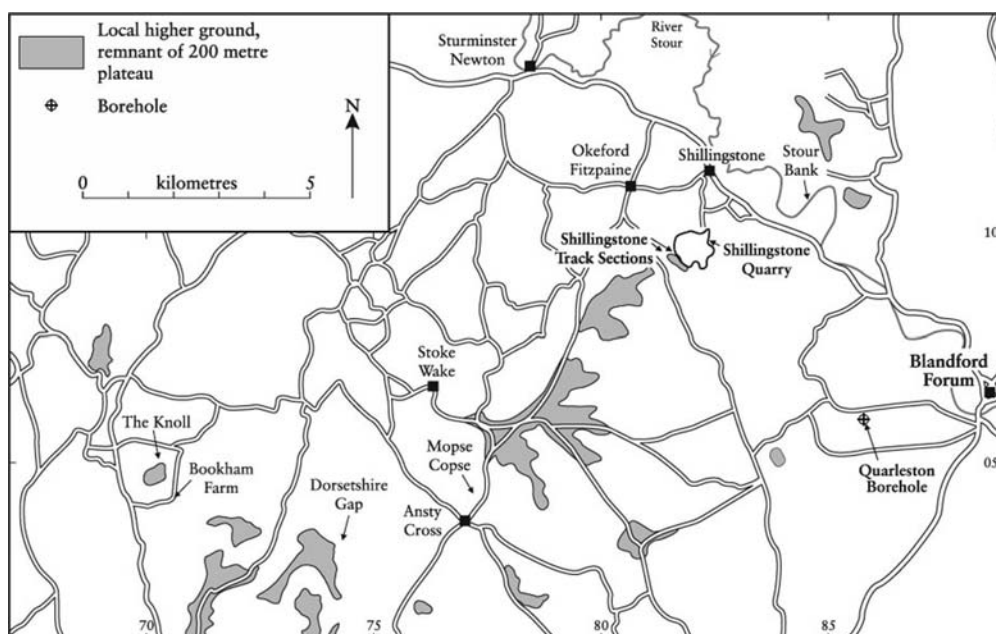 Local higher ground,
remnant of 200 metre
plateau
Borehole
N
0 kilometres 5
80
85
River
Stour
Sturminster
Newton
Okeford
Fitzpaine
Shillingstone
Stour
Bank
10
Shillingstone
Track Sections
Shillingstone
Quarry
Stoke
Wake
Blandford
Forum
The Knoll
Mopse
Copse
05
Bookham
Farm
Dorsetshire
Gap
Quarleston
Borehole
Ansty
Cross
70
75
80
85